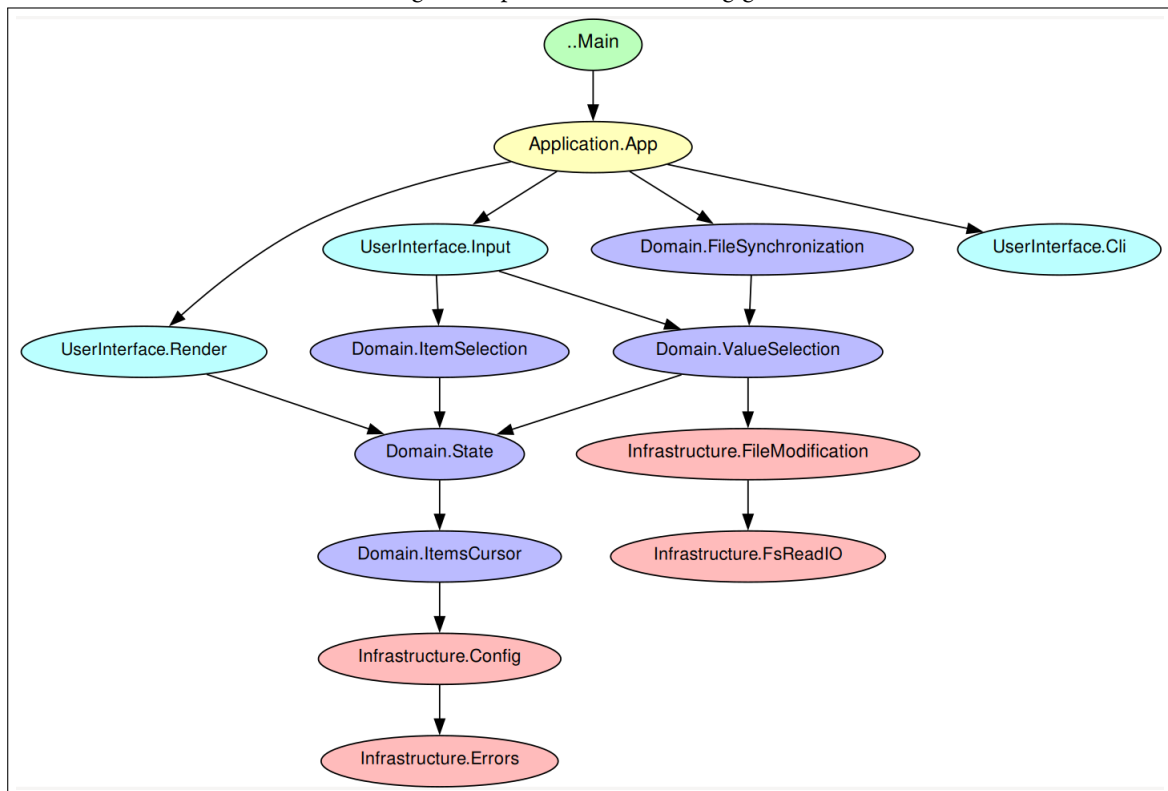 ..Main
Application.App
UserInterface.Input
Domain.FileSynchronization
UserInterface.Cli
UserInterface.Render
Domain.ItemSelection
Domain.ValueSelection
Domain.State
Infrastructure.FileModification
Domain.ItemsCursor
Infrastructure.FsReadIO
Infrastructure.Config
Infrastructure.Errors